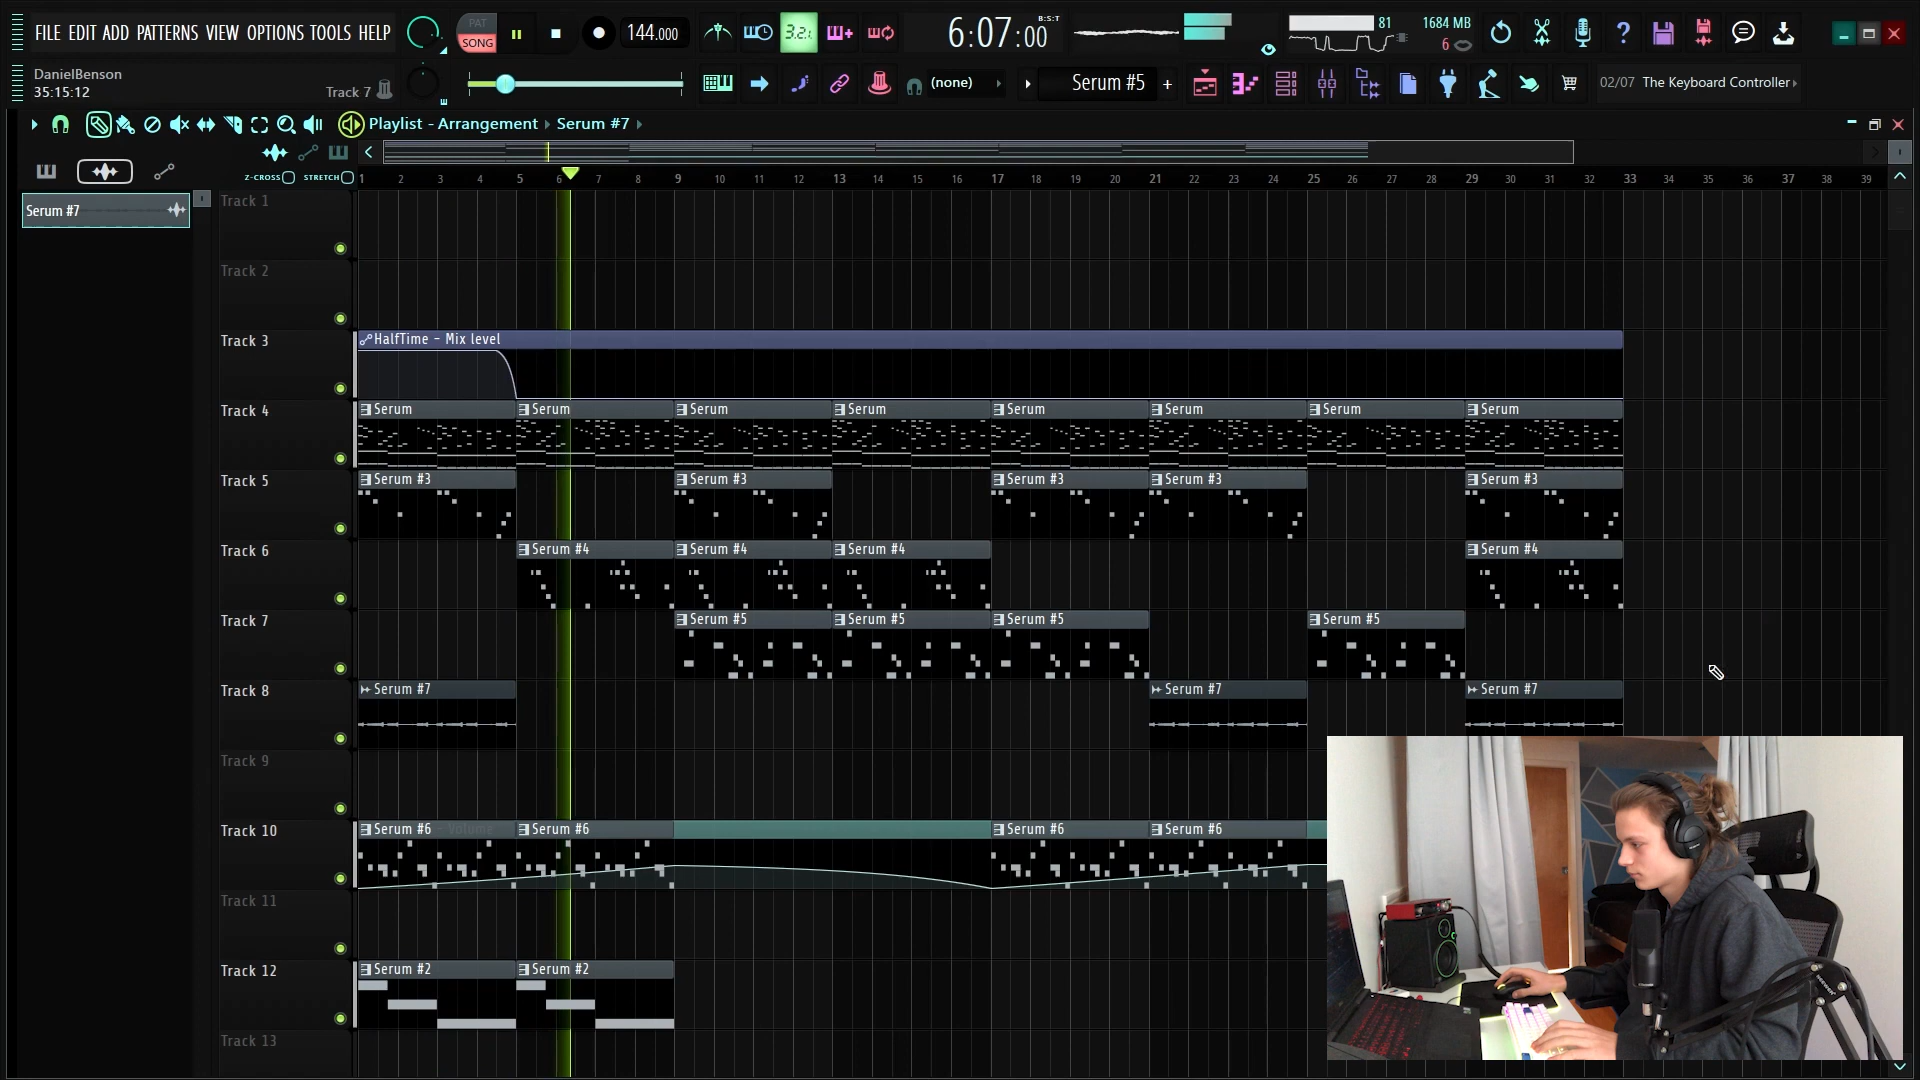 FILE EDIT ADD PATTERNS VIEW OPTIONS TOOLS HELP
PAT
SONG
144.000
3.2.
6:07:00
B:S:T
81
1684 MB
6
DanielBenson
35:15:12
Track 7
(none)
Serum #5
02/07 The Keyboard Controller
Playlist - Arrangement
Serum #7
Z-CROSS
STRETCH
1 2 3 4 5 6 7 8 9 10 11 12 13 14 15 16 17 18 19 20 21 22 23 24 25 26 27 28 29 30 31 32 33 34 35 36 37 38 39
Serum #7
Track 1
Track 2
Track 3
HalfTime - Mix level
Track 4
Serum Serum Serum Serum Serum Serum Serum Serum
Track 5
Serum #3 Serum #3 Serum #3 Serum #3 Serum #3
Track 6
Serum #4 Serum #4 Serum #4 Serum #4
Track 7
Serum #5 Serum #5 Serum #5 Serum #5
Track 8
Serum #7 Serum #7 Serum #7
Track 9
Track 10
Serum #6 - Volume Serum #6 Serum #6 Serum #6
Track 11
Track 12
Serum #2 Serum #2
Track 13